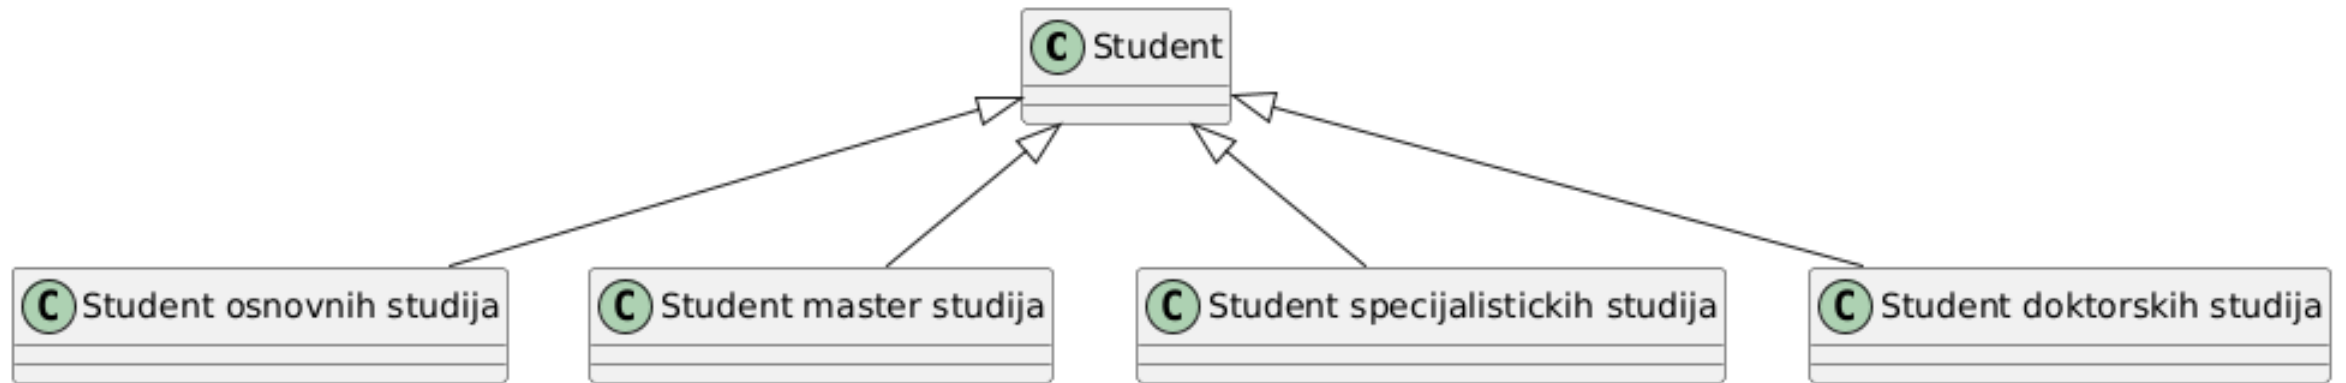 C Student
C Student osnovnih studija
C Student master studija
C Student specijalistickih studija
C Student doktorskih studija